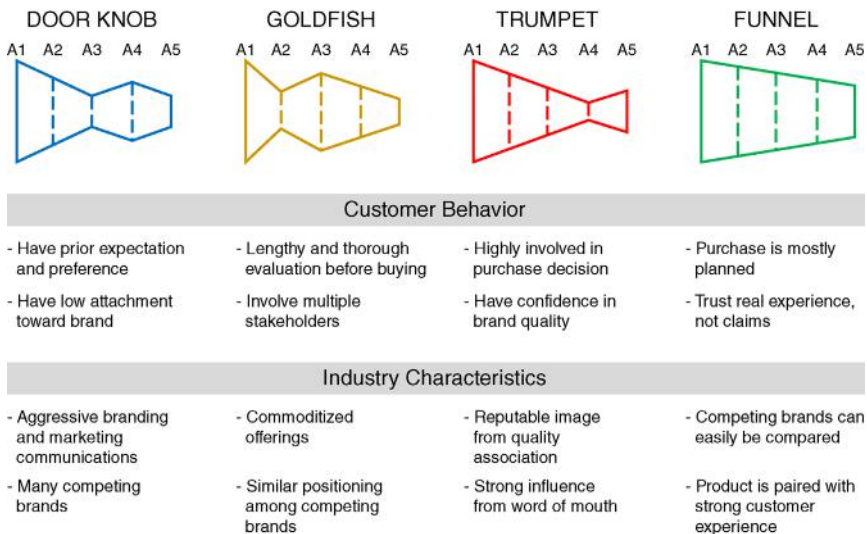 DOOR KNOB
GOLDFISH
TRUMPET
FUNNEL
A1 A2 A3 A4 A5
A1 A2 A3 A4 A5
A1 A2 A3 A4 A5
A1 A2 A3 A4 A5
Customer Behavior
- Have prior expectation
and preference
- Have low attachment
toward brand
- Lengthy and thorough
evaluation before buying
- Involve multiple
stakeholders
- Highly involved in
purchase decision
- Have confidence in
brand quality
- Purchase is mostly
planned
- Trust real experience,
not claims
Industry Characteristics
- Aggressive branding
and marketing
communications
- Many competing
brands
- Commoditized
offerings
- Similar positioning
among competing
brands
- Reputable image
from quality
association
- Strong influence
from word of mouth
- Competing brands can
easily be compared
- Product is paired with
strong customer
experience